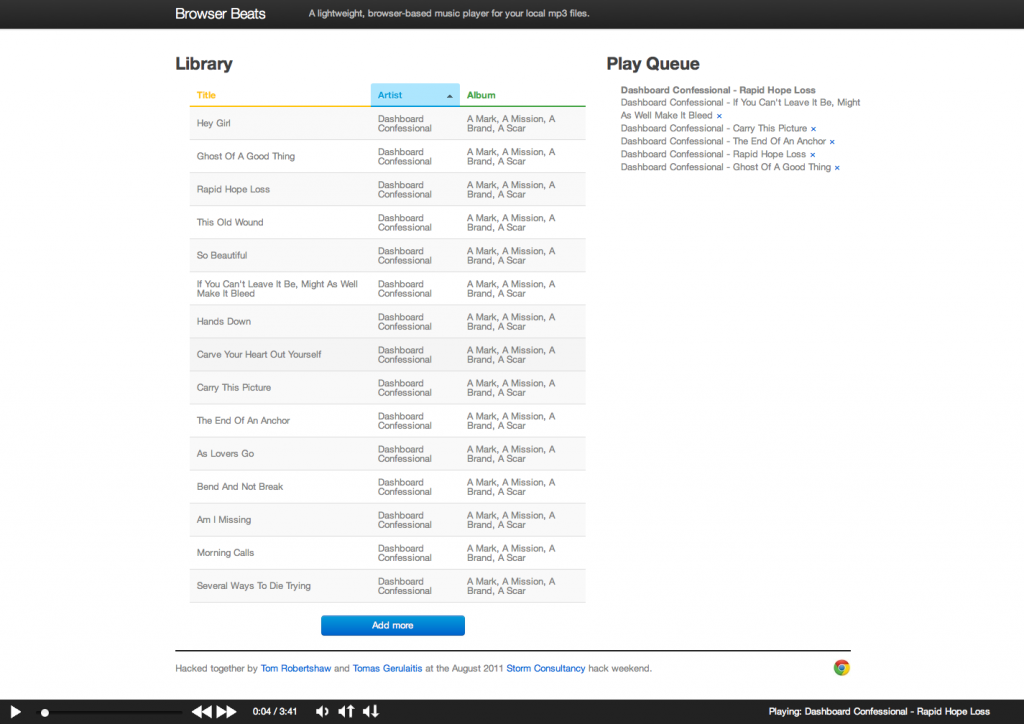 Browser Beats
A lightweight, browser-based music player for your local mp3 files.
Library
Title Artist Album
Hey Girl
Dashboard
Confessional
A Mark, A Mission, A
Brand, A Scar
Ghost Of A Good Thing
Dashboard
Confessional
A Mark, A Mission, A
Brand, A Scar
Rapid Hope Loss
Dashboard
Confessional
A Mark, A Mission, A
Brand, A Scar
This Old Wound
Dashboard
Confessional
A Mark, A Mission, A
Brand, A Scar
So Beautiful
Dashboard
Confessional
A Mark, A Mission, A
Brand, A Scar
If You Can't Leave It Be, Might As Well
Make It Bleed
Dashboard
Confessional
A Mark, A Mission, A
Brand, A Scar
Hands Down
Dashboard
Confessional
A Mark, A Mission, A
Brand, A Scar
Carve Your Heart Out Yourself
Dashboard
Confessional
A Mark, A Mission, A
Brand, A Scar
Carry This Picture
Dashboard
Confessional
A Mark, A Mission, A
Brand, A Scar
The End Of An Anchor
Dashboard
Confessional
A Mark, A Mission, A
Brand, A Scar
As Lovers Go
Dashboard
Confessional
A Mark, A Mission, A
Brand, A Scar
Bend And Not Break
Dashboard
Confessional
A Mark, A Mission, A
Brand, A Scar
Am I Missing
Dashboard
Confessional
A Mark, A Mission, A
Brand, A Scar
Morning Calls
Dashboard
Confessional
A Mark, A Mission, A
Brand, A Scar
Several Ways To Die Trying
Dashboard
Confessional
A Mark, A Mission, A
Brand, A Scar
Add more
Play Queue
Dashboard Confessional - Rapid Hope Loss
Dashboard Confessional - If You Can't Leave It Be, Might
As Well Make It Bleed ×
Dashboard Confessional - Carry This Picture ×
Dashboard Confessional - The End Of An Anchor ×
Dashboard Confessional - Rapid Hope Loss ×
Dashboard Confessional - Ghost Of A Good Thing ×
Hacked together by Tom Robertshaw and Tomas Gerulaitis at the August 2011 Storm Consultancy hack weekend.
0:04 / 3:41
Playing: Dashboard Confessional - Rapid Hope Loss